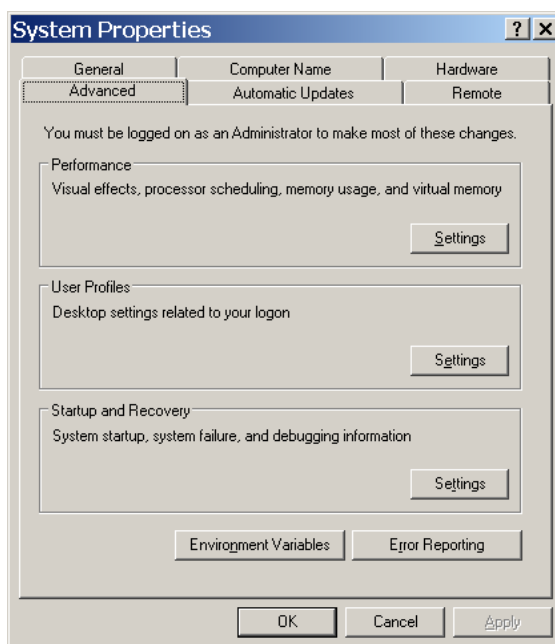 System Properties
General Computer Name Hardware
Advanced Automatic Updates Remote
You must be logged on as an Administrator to make most of these changes.
Performance
Visual effects, processor scheduling, memory usage, and virtual memory
Settings
User Profiles
Desktop settings related to your logon
Settings
Startup and Recovery
System startup, system failure, and debugging information
Settings
Environment Variables Error Reporting
OK Cancel Apply